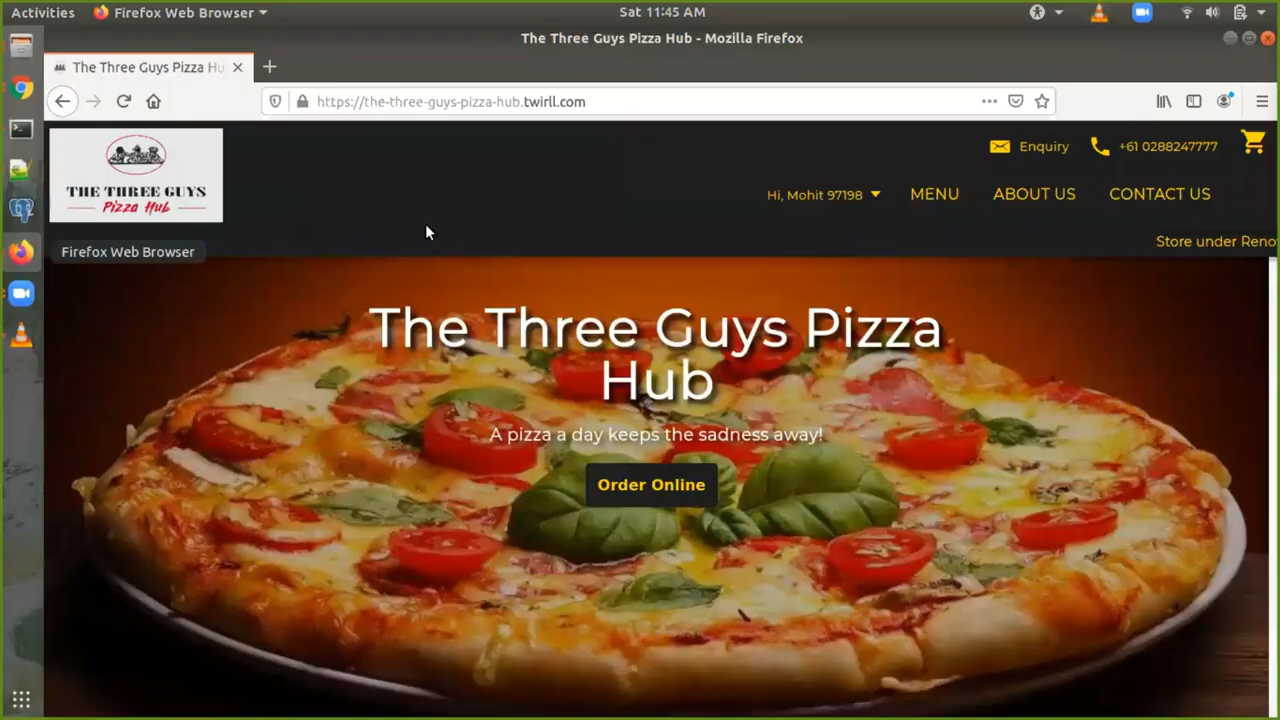 Activities
Firefox Web Browser
Sat 11:45 AM
The Three Guys Pizza Hub - Mozilla Firefox
The Three Guys Pizza Hu
https://the-three-guys-pizza-hub.twirll.com
THE THREE GUYS
Pizza Hub
Enquiry
+61 0288247777
Hi, Mohit 97198
MENU
ABOUT US
CONTACT US
Store under Reno
Firefox Web Browser
The Three Guys Pizza
Hub
A pizza a day keeps the sadness away!
Order Online